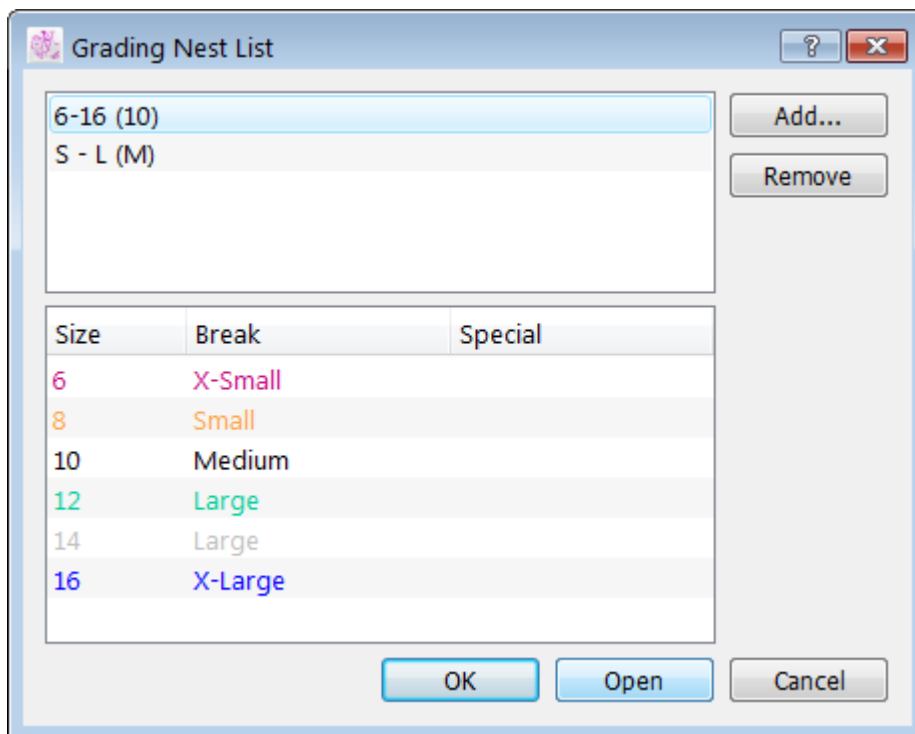 Grading Nest List
?
6-16 (10)
S - L (M)
Add...
Remove
Size Break Special
6 X-Small
8 Small
10 Medium
12 Large
14 Large
16 X-Large
OK Open Cancel